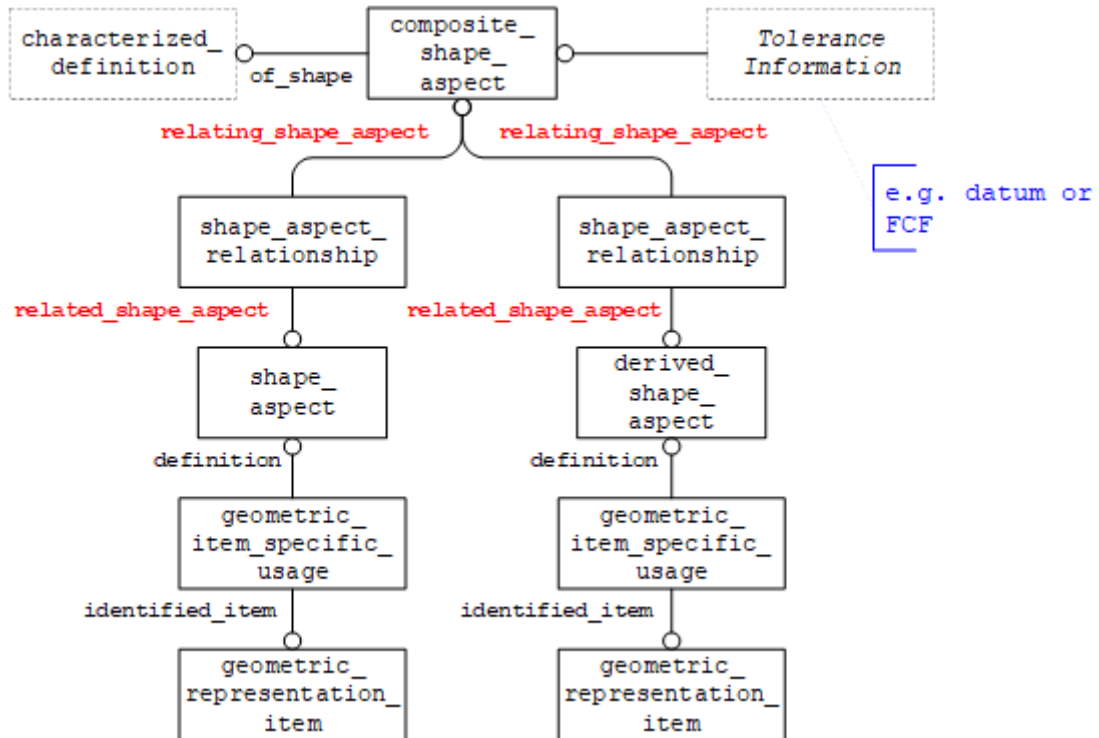 characterized_
definition
of_shape
composite_
shape_
aspect
Tolerance
Information
relating_shape_aspect
relating_shape_aspect
e.g. datum or
FCF
shape_aspect_
relationship
shape_aspect_
relationship
related_shape_aspect
related_shape_aspect
shape_
aspect
derived_
shape_
aspect
definition
definition
geometric_
item_specific_
usage
geometric_
item_specific_
usage
identified_item
identified_item
geometric_
representation_
item
geometric_
representation_
item